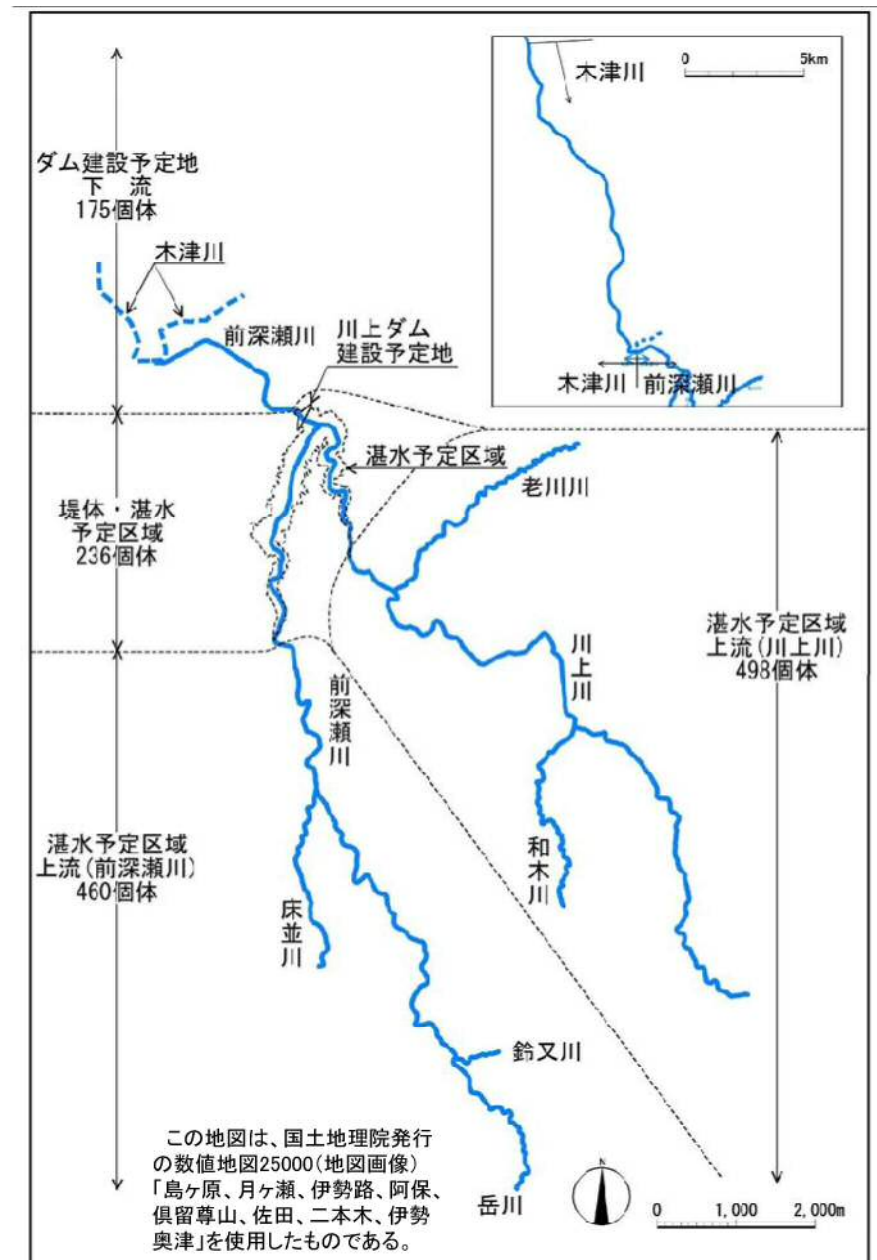 木津川
0 5km
木津川
前深瀬川
ダム建設予定地
下 流
175個体
木津川
前深瀬川
川上ダム
建設予定地
湛水予定区域
老川川
堤体・湛水
予定区域
236個体
湛水予定区域
上流(川上川)
498個体
川上川
前深瀬川
湛水予定区域
上流(前深瀬川)
460個体
和木川
床並川
鈴又川
岳川
この地図は、国土地理院発行
の数値地図25000(地図画像)
「島ヶ原、月ヶ瀬、伊勢路、阿保、
倶留尊山、佐田、二本木、伊勢
奥津」を使用したものである。
N
0 1,000 2,000m